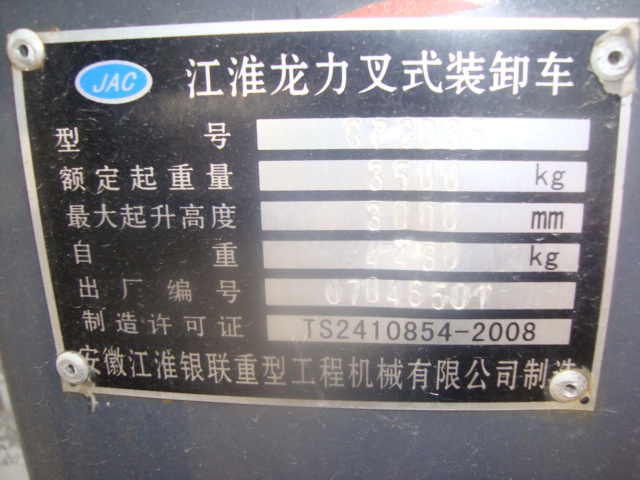 JAC 江淮龙力叉式装卸车
型号
额定起重量 3500 kg
最大起升高度 3000 mm
自重 kg
出厂编号
制造许可证 TS2410854-2008
安徽江淮银联重型工程机械有限公司制造